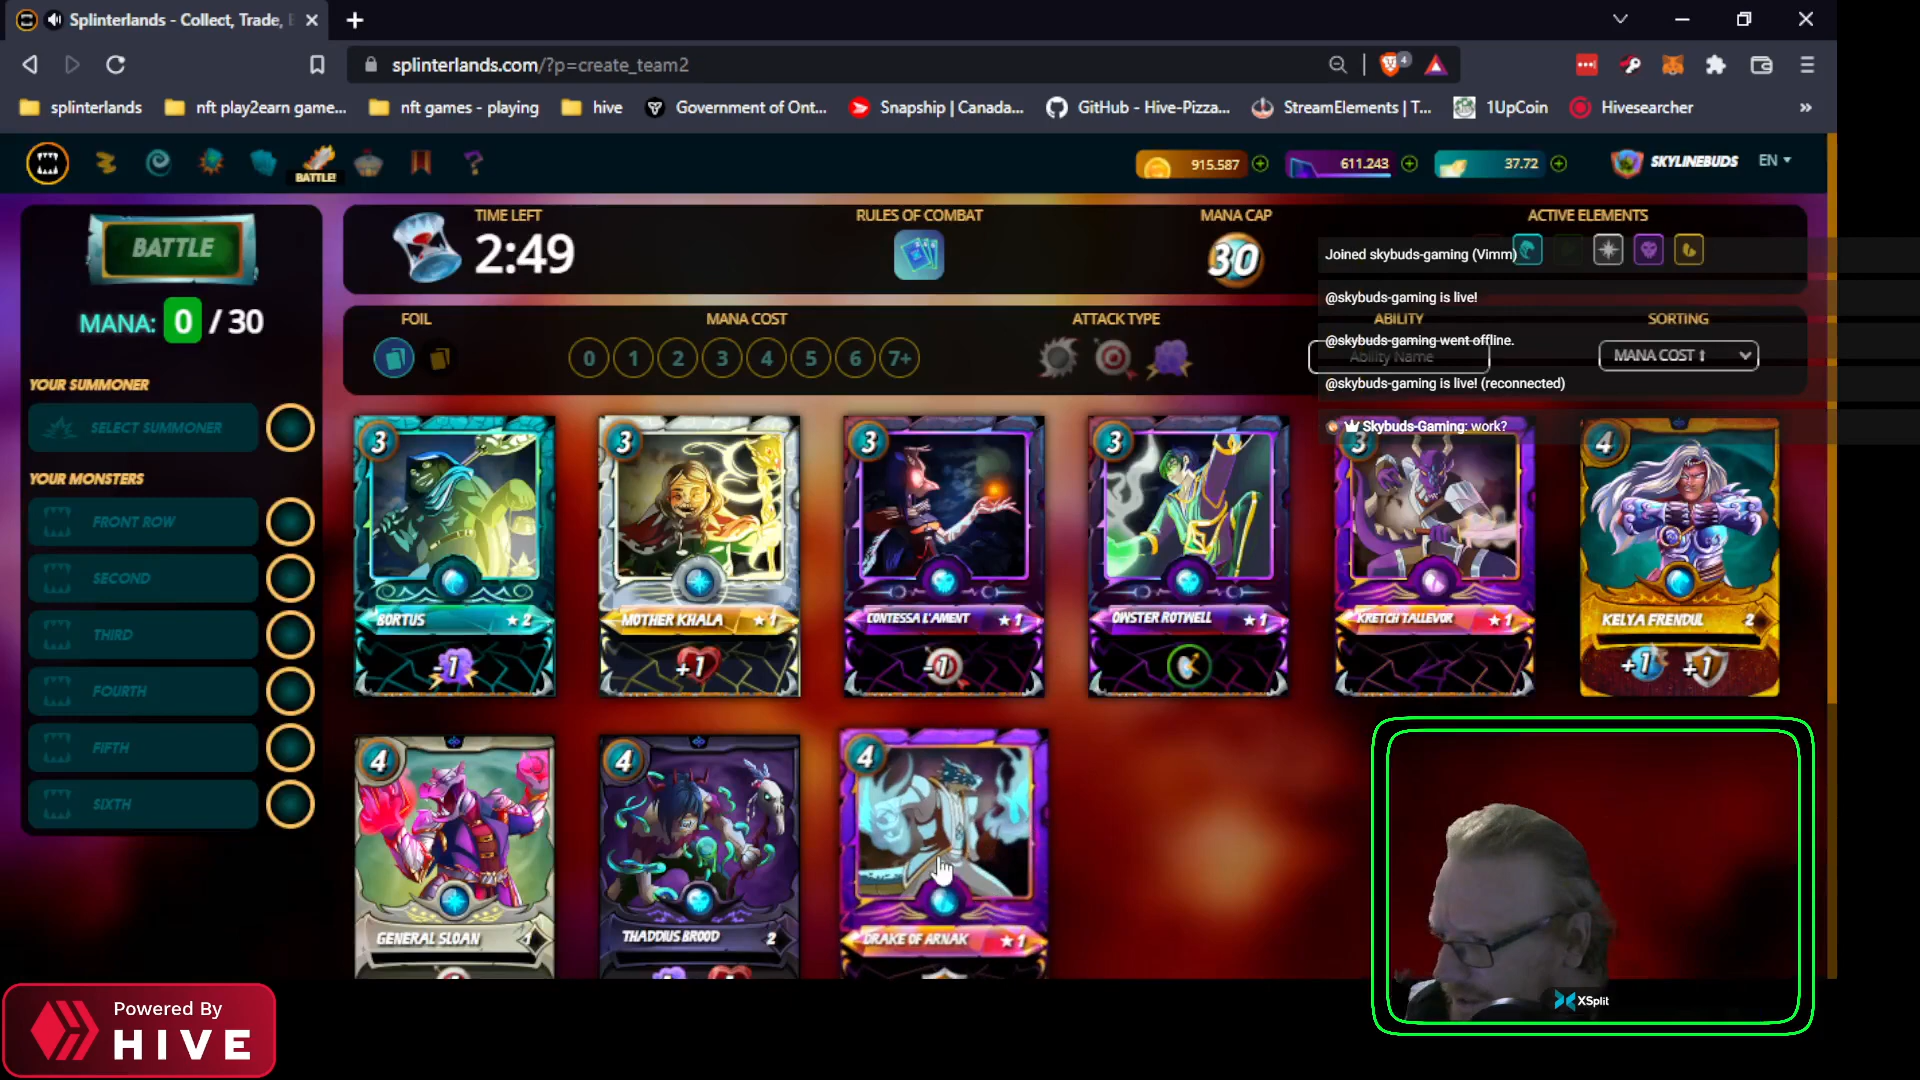 Splinterlands - Collect, Trade,
splinterlands.com/?p=create_team2
4
splinterlands
nft play2earn game...
nft games - playing
hive
Government of Ont...
Snapship | Canada...
GitHub - Hive-Pizza...
StreamElements | T...
1UpCoin
Hivesearcher
»
BATTLE!
915.587
611.243
37.72
SKYLINEBUDS
EN
BATTLE
MANA: 0 / 30
YOUR SUMMONER
SELECT SUMMONER
YOUR MONSTERS
FRONT ROW
SECOND
THIRD
FOURTH
FIFTH
SIXTH
TIME LEFT
2:49
RULES OF COMBAT
MANA CAP
30
ACTIVE ELEMENTS
Joined skybuds-gaming (Vimm)
@skybuds-gaming is live!
FOIL
MANA COST
0 1 2 3 4 5 6 7+
ATTACK TYPE
ABILITY
Ability Name
SORTING
MANA COST
@skybuds-gaming went offline.
@skybuds-gaming is live! (reconnected)
Skybuds-Gaming: work?
3
BORTUS ★ 2
-1
3
MOTHER KHALA ★ 1
+1
3
CONTESSA L'AMENT ★ 1
-1
3
OWSTER ROTWELL ★ 1
3
KRETCH TALLEVOR ★ 1
4
KELYA FRENDUL 2
+1 +1
4
GENERAL SLOAN 1
4
THADDIUS BROOD 2
4
DRAKE OF ARNAK ★ 1
XSplit
Powered By
HIVE